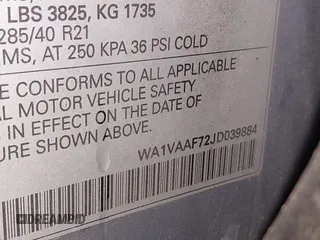 LBS 3825, KG 1735
285/40 R21
MS, AT 250 KPA 36 PSI COLD
E CONFORMS TO ALL
AL MOTOR VEHICLE SAFETY
IN EFFECT ON THE DATE OF
URE SHOWN ABOVE.
WA1VAAF72JD039884
DREAMBID